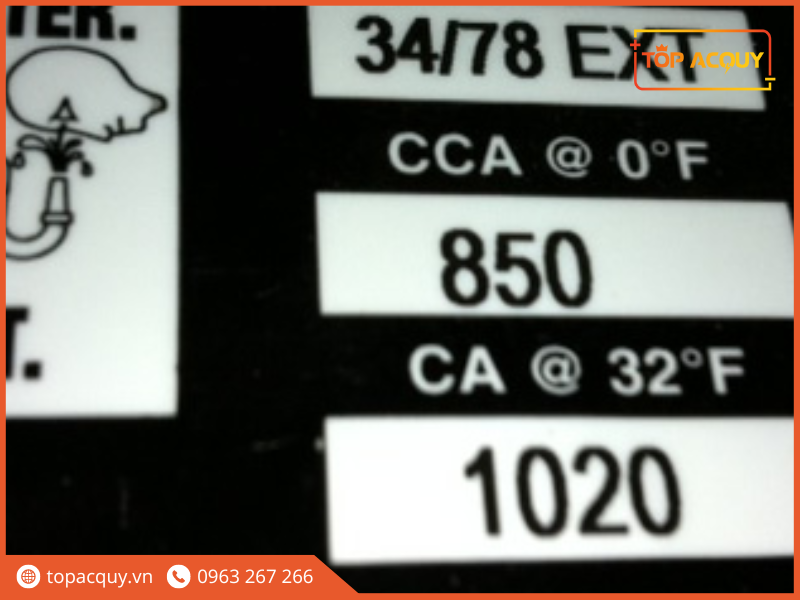 TER.
34/78 EXT
TOP ACQUY
CCA @ 0°F
850
T.
CA @ 32°F
1020
topacquy.vn 0963 267 266